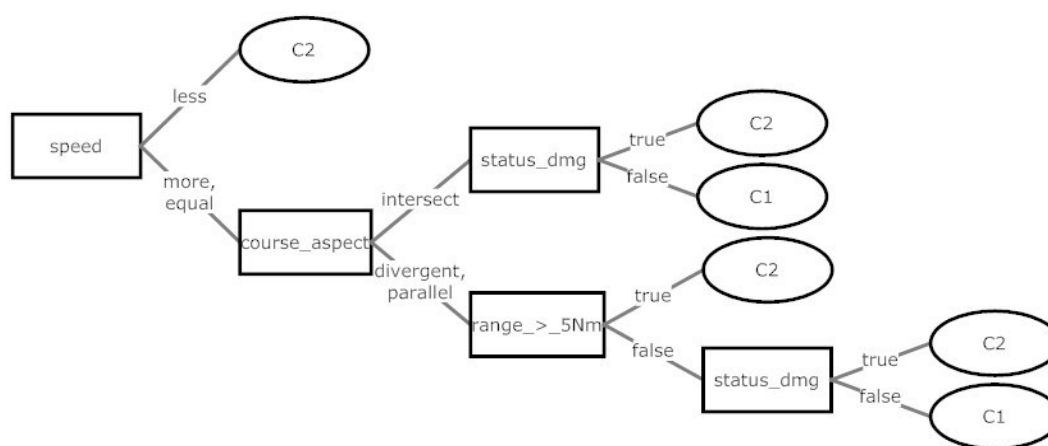 C2
less
speed
more,
equal
course_aspect
intersect
status_dmg
true
C2
false
C1
divergent,
parallel
range_>_5Nm
true
C2
false
status_dmg
true
C2
false
C1